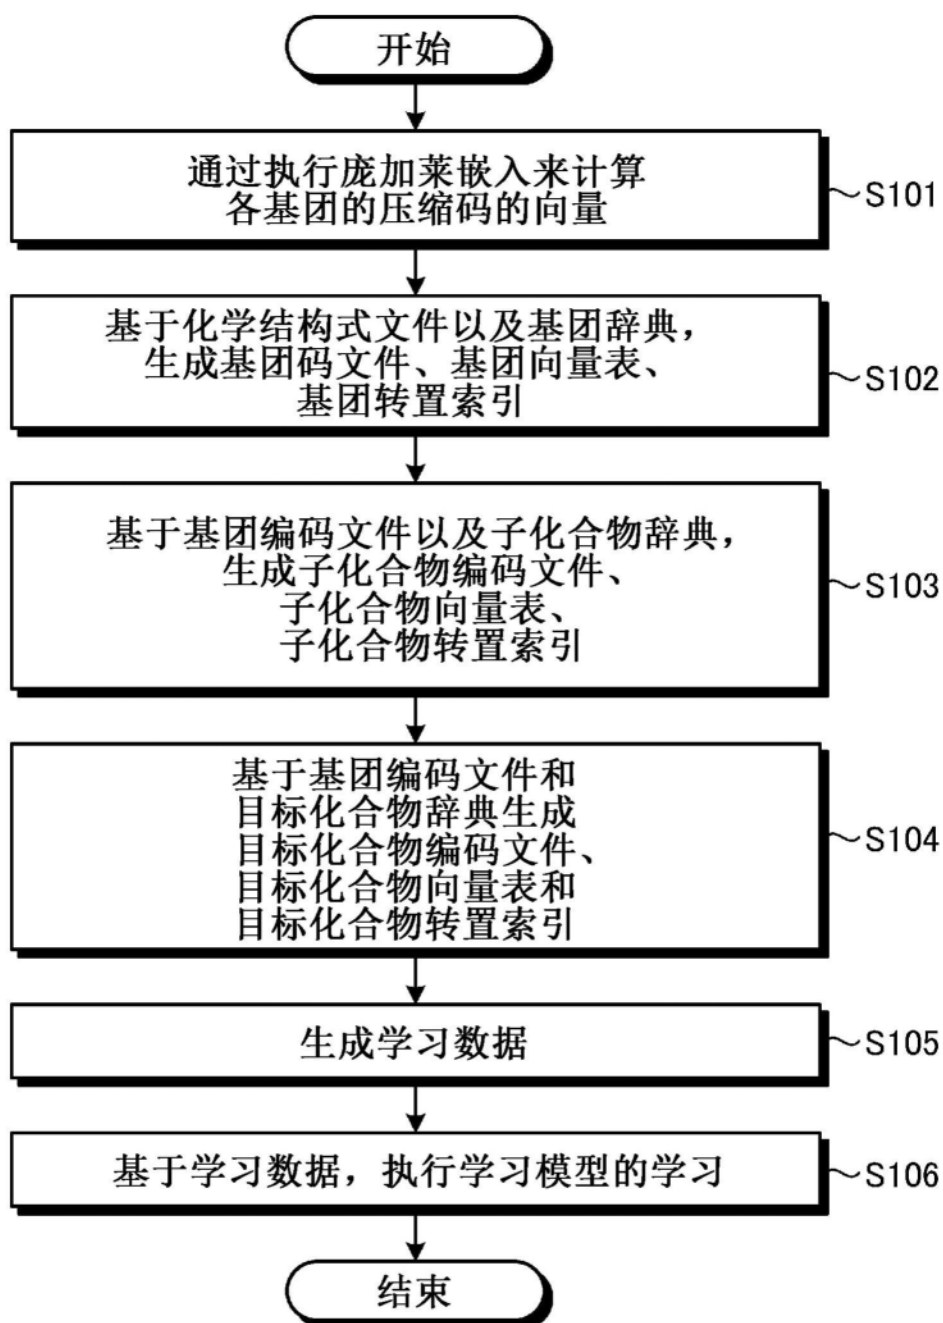 开始
通过执行庞加莱嵌入来计算
各基团的压缩码的向量
S101
基于化学结构式文件以及基团辞典，
生成基团码文件、基团向量表、
基团转置索引
S102
基于基团编码文件以及子化合物辞典，
生成子化合物编码文件、
子化合物向量表、
子化合物转置索引
S103
基于基团编码文件和
目标化合物辞典生成
目标化合物编码文件、
目标化合物向量表和
目标化合物转置索引
S104
生成学习数据
S105
基于学习数据，执行学习模型的学习
S106
结束